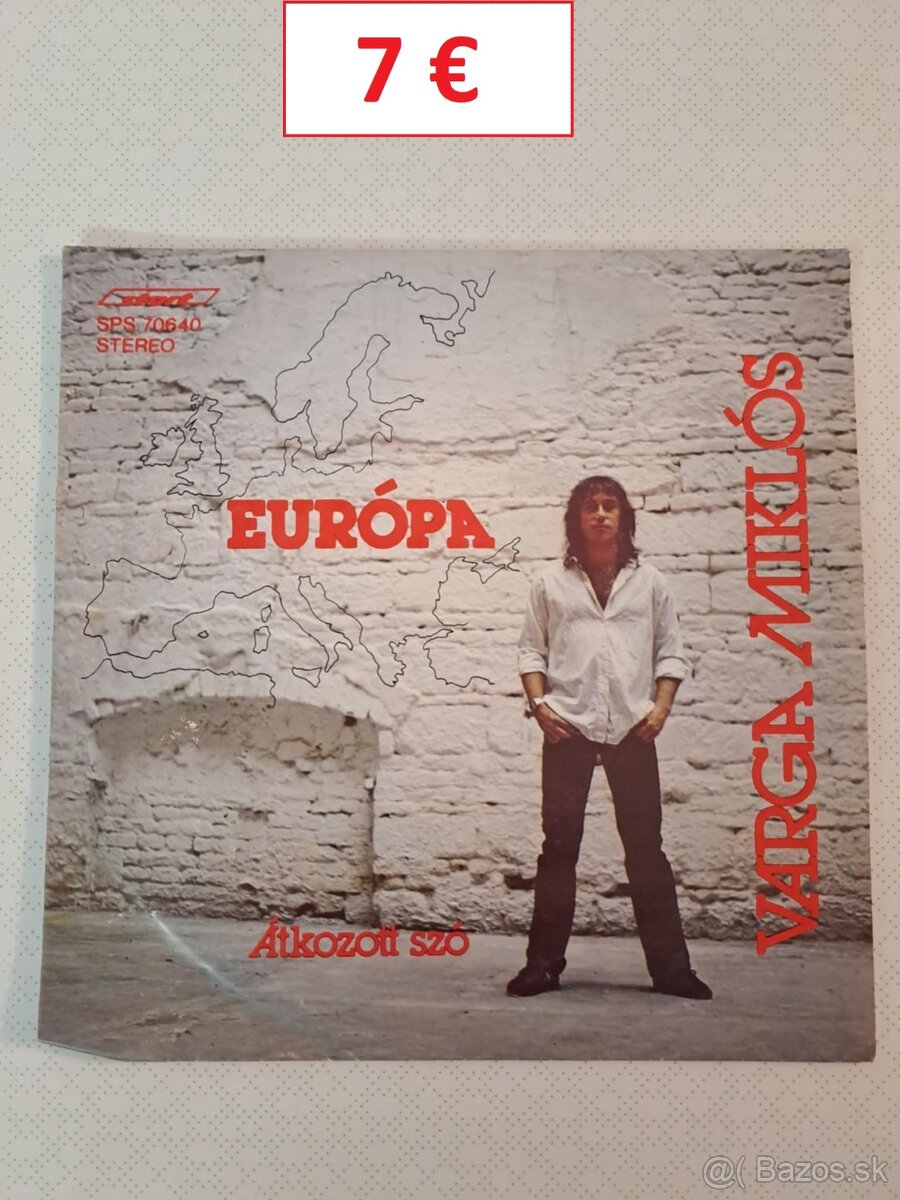 7 €
start
SPS 70640
STEREO
EURÓPA
VARGA MIKLÓS
Átkozott szó
@( Bazos.sk